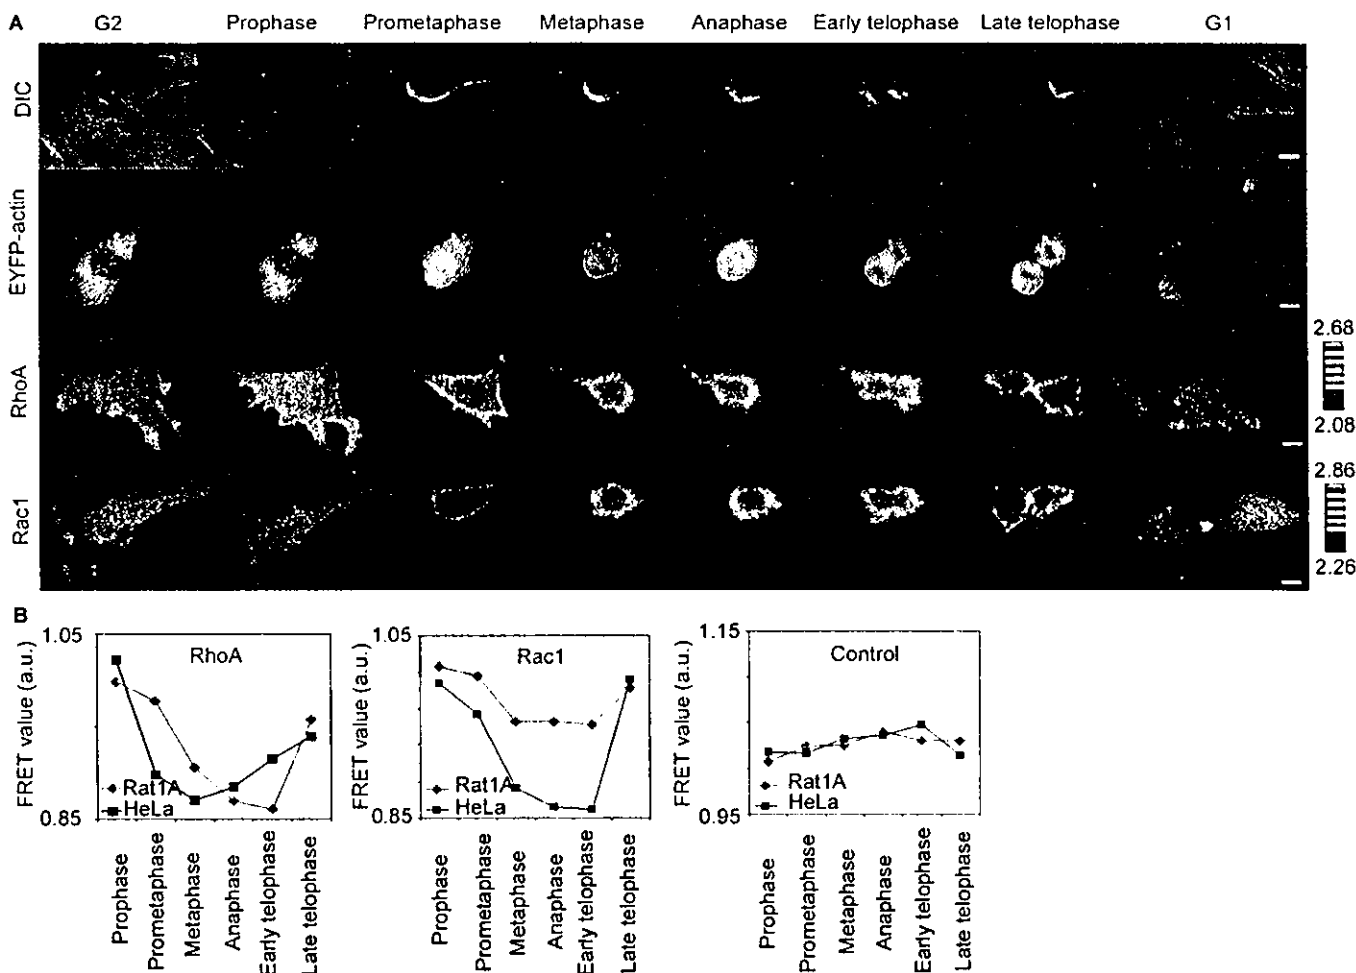 A
G2 Prophase Prometaphase Metaphase Anaphase Early telophase Late telophase G1
DIC
EYFP-actin
RhoA
2.68
2.08
Rac1
2.86
2.26
B
FRET value (a.u.)
1.05
0.85
RhoA
Rat1A
HeLa
Prophase
Prometaphase
Metaphase
Anaphase
Early telophase
Late telophase
FRET value (a.u.)
1.05
0.85
Rac1
Rat1A
HeLa
Prophase
Prometaphase
Metaphase
Anaphase
Early telophase
Late telophase
FRET value (a.u.)
1.15
0.95
Control
Rat1A
HeLa
Prophase
Prometaphase
Metaphase
Anaphase
Early telophase
Late telophase